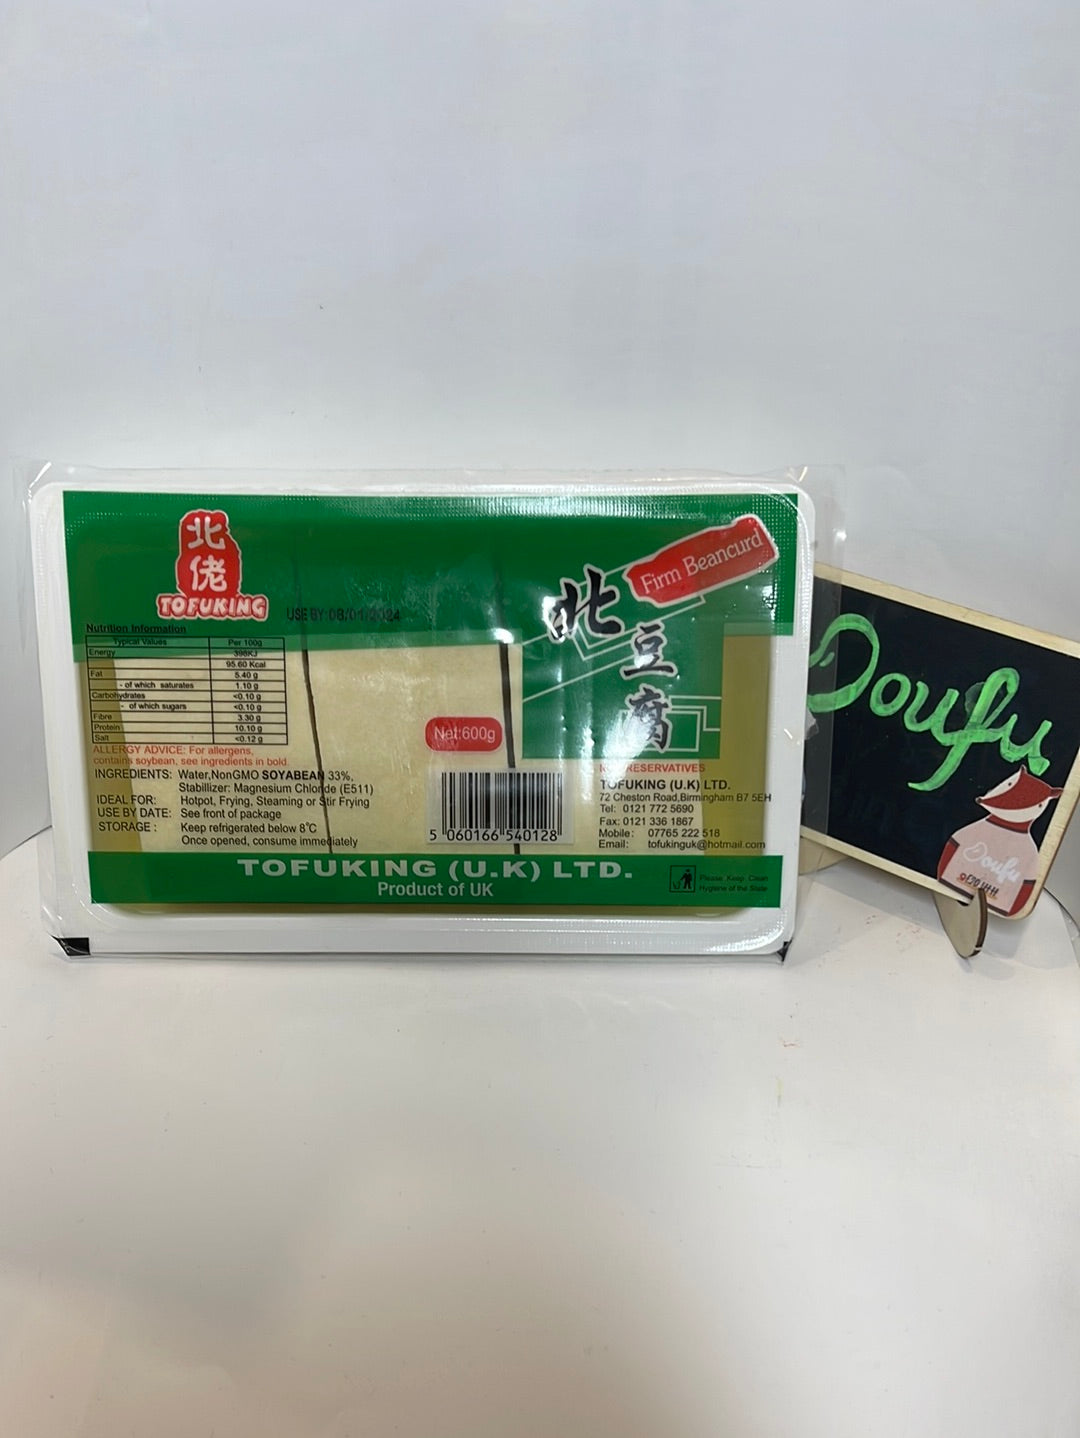 北
佬
TOFUKING
USE BY:08/01/2024
Firm Beancurd
北
豆
腐
Nutrition Information
Typical Values Per 100g
Energy 398KJ
95.60 Kcal
Fat 5.40 g
- of which saturates 1.10 g
Carbohydrates <0.10 g
- of which sugars <0.10 g
Fibre 3.30 g
Protein 10.10 g
Salt <0.12 g
ALLERGY ADVICE: For allergens,
contains soybean, see ingredients in bold.
INGREDIENTS: Water,NonGMO SOYABEAN 33%,
Stabillizer: Magnesium Chloride (E511)
IDEAL FOR: Hotpot, Frying, Steaming or Stir Frying
USE BY DATE: See front of package
STORAGE : Keep refrigerated below 8℃
Once opened, consume immediately
Net:600g
5 060166 540128
PRESERVATIVES
TOFUKING (U.K) LTD.
72 Cheston Road,Birmingham B7 5EH
Tel: 0121 772 5690
Fax: 0121 336 1867
Mobile: 07765 222 518
Email: tofukinguk@hotmail.com
TOFUKING (U.K) LTD.
Product of UK
Please Keep Clean
Hygiene of the State
Doufu
Doufu